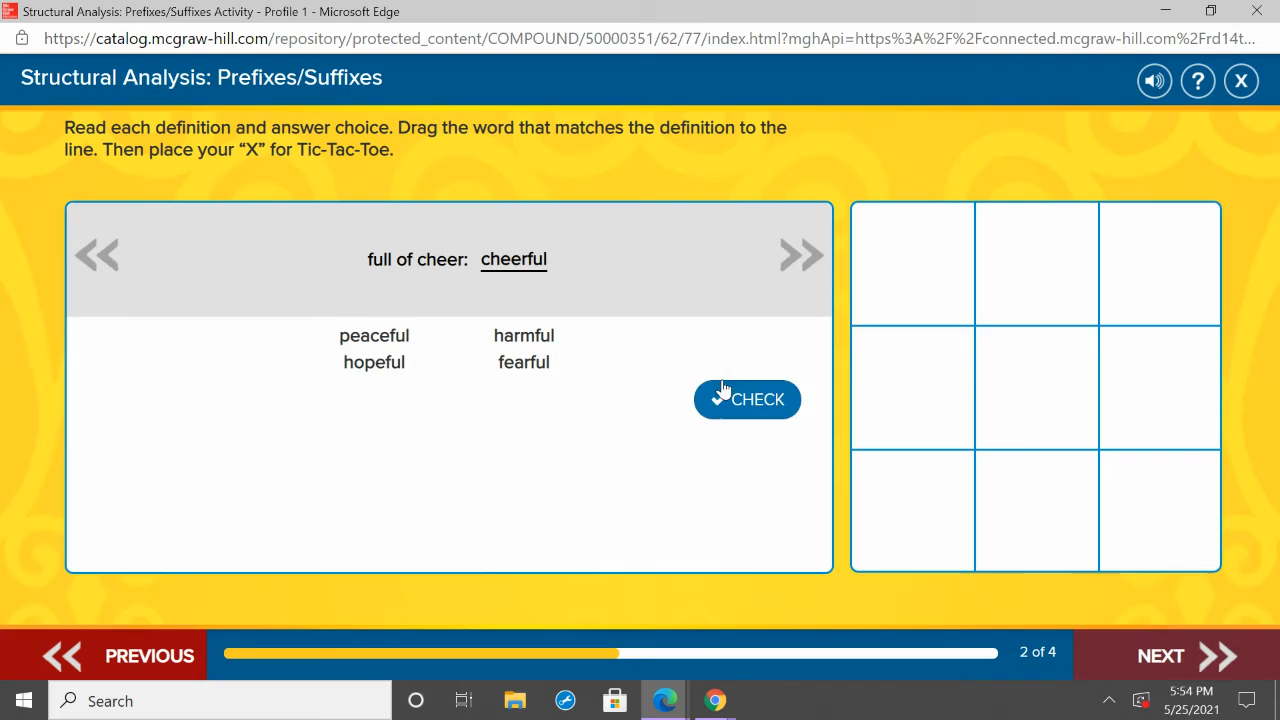 Structural Analysis: Prefixes/Suffixes Activity - Profile 1 - Microsoft Edge
https://catalog.mcgraw-hill.com/repository/protected_content/COMPOUND/50000351/62/77/index.html?mghApi=https%3A%2F%2Fconnected.mcgraw-hill.com%2Frd14t...
Structural Analysis: Prefixes/Suffixes
?
X
Read each definition and answer choice. Drag the word that matches the definition to the
line. Then place your “X” for Tic-Tac-Toe.
full of cheer: cheerful
peaceful harmful
hopeful fearful
CHECK
PREVIOUS
2 of 4
NEXT
Search
5:54 PM
5/25/2021